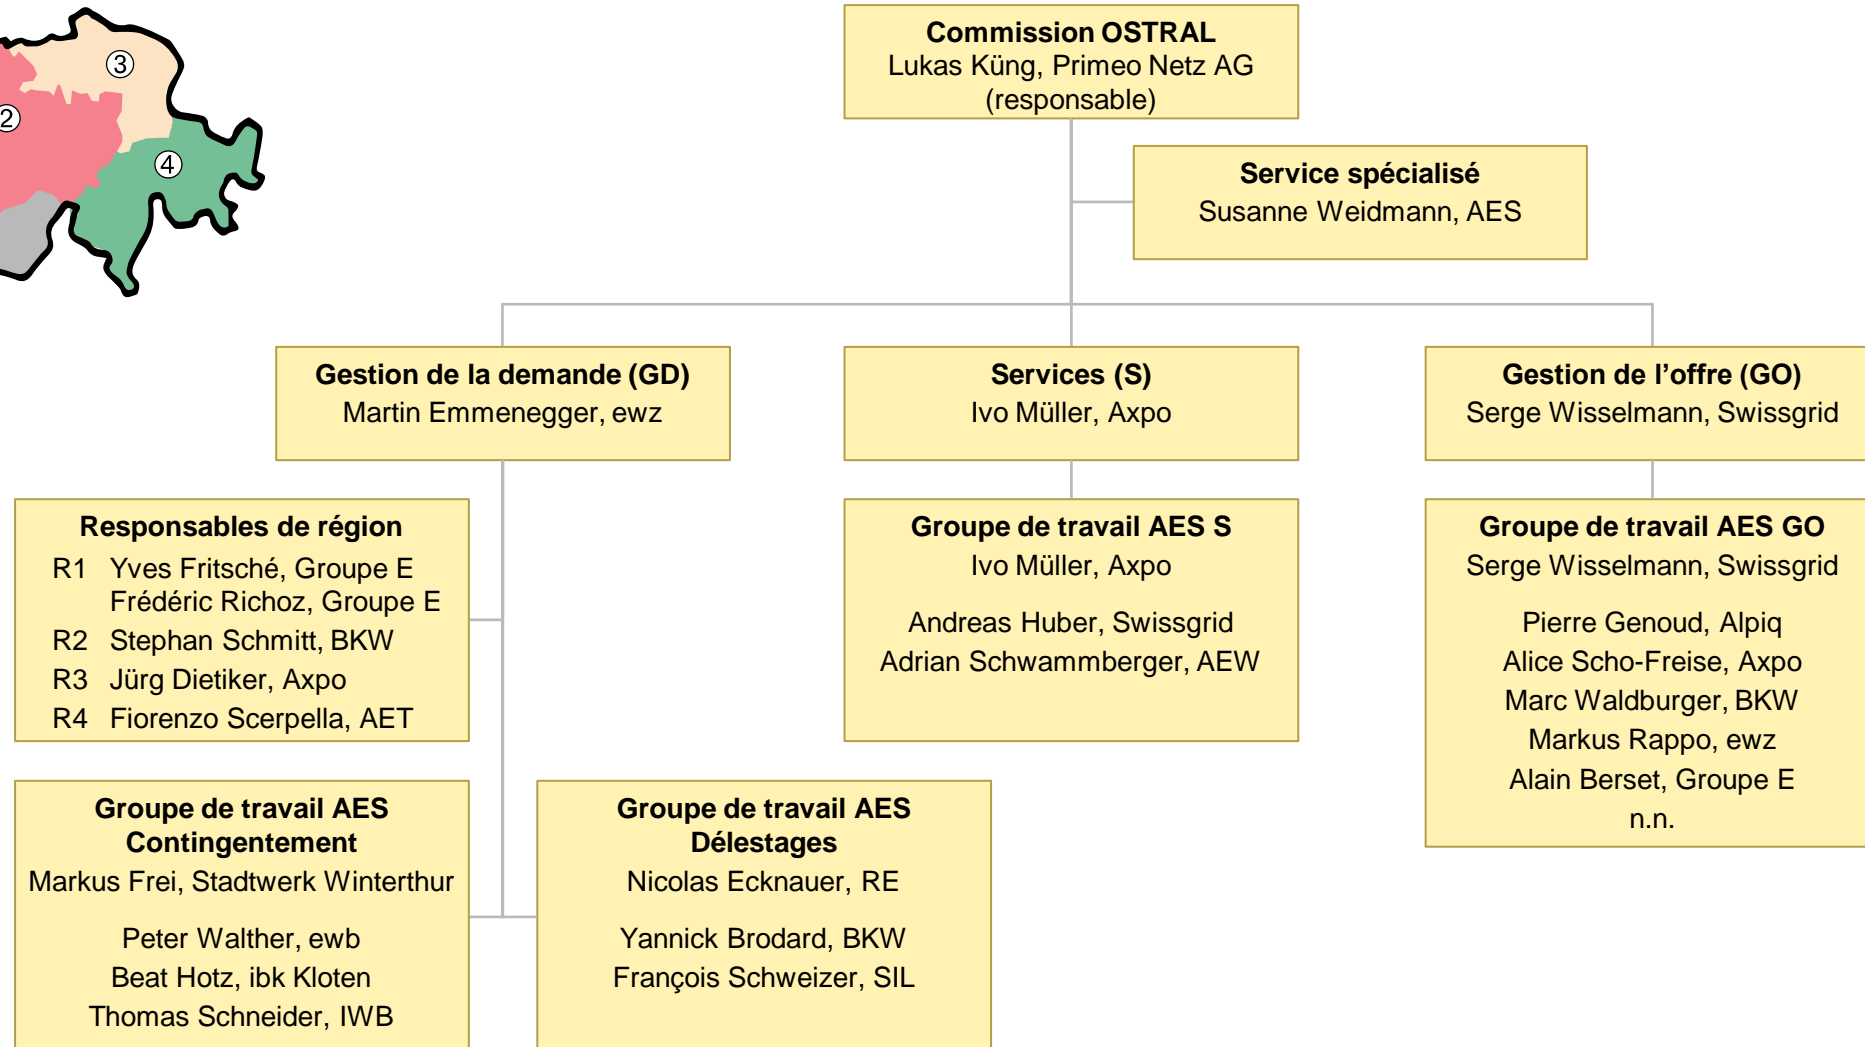 3
2
4
Commission OSTRAL
Lukas Küng, Primeo Netz AG
(responsable)
Service spécialisé
Susanne Weidmann, AES
Gestion de la demande (GD)
Martin Emmenegger, ewz
Services (S)
Ivo Müller, Axpo
Gestion de l’offre (GO)
Serge Wisselmann, Swissgrid
Responsables de région
R1 Yves Fritsché, Groupe E
Frédéric Richoz, Groupe E
R2 Stephan Schmitt, BKW
R3 Jürg Dietiker, Axpo
R4 Fiorenzo Scerpella, AET
Groupe de travail AES S
Ivo Müller, Axpo
Andreas Huber, Swissgrid
Adrian Schwammberger, AEW
Groupe de travail AES GO
Serge Wisselmann, Swissgrid
Pierre Genoud, Alpiq
Alice Scho-Freise, Axpo
Marc Waldburger, BKW
Markus Rappo, ewz
Alain Berset, Groupe E
n.n.
Groupe de travail AES
Contingentement
Markus Frei, Stadtwerk Winterthur
Peter Walther, ewb
Beat Hotz, ibk Kloten
Thomas Schneider, IWB
Groupe de travail AES
Délestages
Nicolas Ecknauer, RE
Yannick Brodard, BKW
François Schweizer, SIL